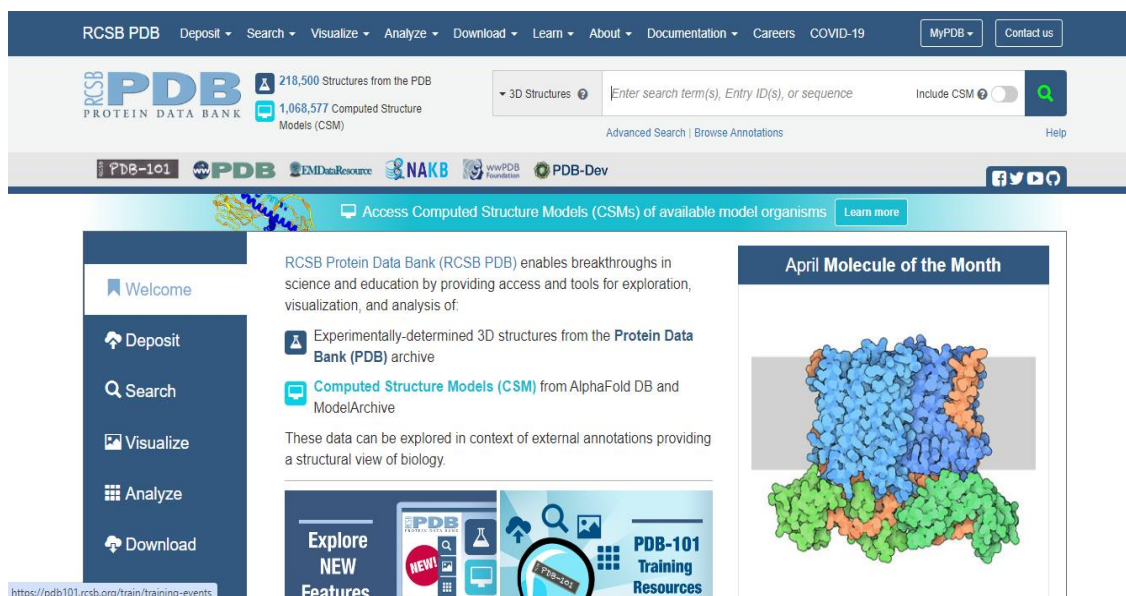 RCSB PDB Deposit Search Visualize Analyze Download Learn About Documentation Careers COVID-19 MyPDB Contact us
RCSB PDB
PROTEIN DATA BANK
218,500 Structures from the PDB
1,068,577 Computed Structure
Models (CSM)
3D Structures
Enter search term(s), Entry ID(s), or sequence
Include CSM
Advanced Search | Browse Annotations
Help
PDB-101 wwPDB EMDataResource NAKB wwPDB Foundation PDB-Dev
Access Computed Structure Models (CSMs) of available model organisms Learn more
Welcome
Deposit
Search
Visualize
Analyze
Download
RCSB Protein Data Bank (RCSB PDB) enables breakthroughs in
science and education by providing access and tools for exploration,
visualization, and analysis of:
Experimentally-determined 3D structures from the Protein Data
Bank (PDB) archive
Computed Structure Models (CSM) from AlphaFold DB and
ModelArchive
These data can be explored in context of external annotations providing
a structural view of biology.
Explore
NEW
Features
PDB
NEW!
PDB-101
PDB-101
Training
Resources
April Molecule of the Month
https://pdb101.rcsb.org/train/training-events